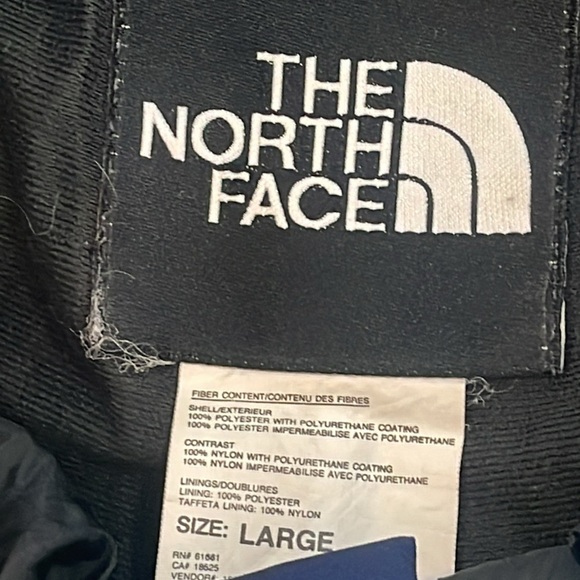 THE
NORTH
FACE
FIBER CONTENT/CONTENU DES FIBRES
SHELL/EXTERIEUR
100% POLYESTER WITH POLYURETHANE COATING
100% POLYESTER IMPERMEABILISE AVEC POLYURETHANE
CONTRAST
100% NYLON WITH POLYURETHANE COATING
100% NYLON IMPERMEABILISE AVEC POLYURETHANE
LININGS/DOUBLURES
LINING: 100% POLYESTER
TAFFETA LINING: 100% NYLON
SIZE: LARGE
RN# 61661
CA# 18625
VENDOR#